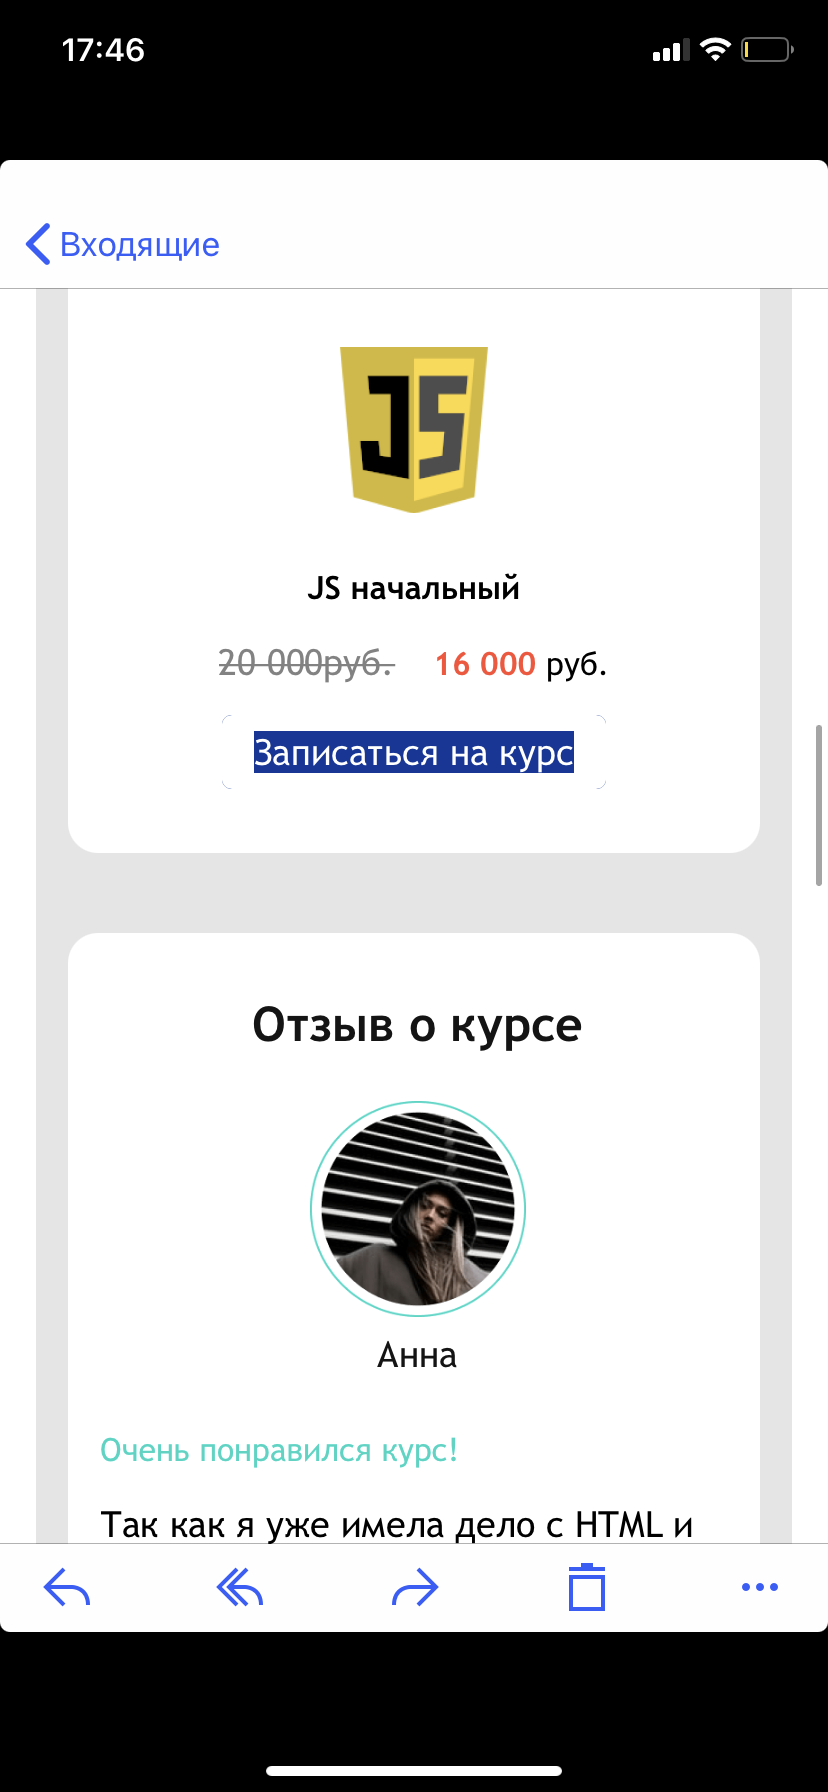 17:46
Входящие
JS
JS начальный
20 000руб. 16 000 руб.
Записаться на курс
Отзыв о курсе
Анна
Очень понравился курс!
Так как я уже имела дело с HTML и